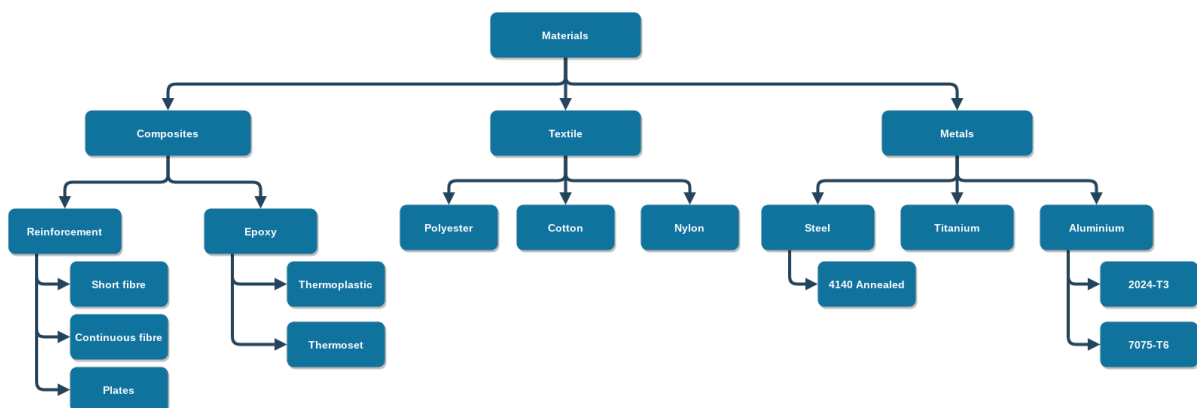 Materials
Composites
Textile
Metals
Reinforcement
Epoxy
Polyester
Cotton
Nylon
Steel
Titanium
Aluminium
Short fibre
Thermoplastic
4140 Annealed
2024-T3
Continuous fibre
Thermoset
7075-T6
Plates